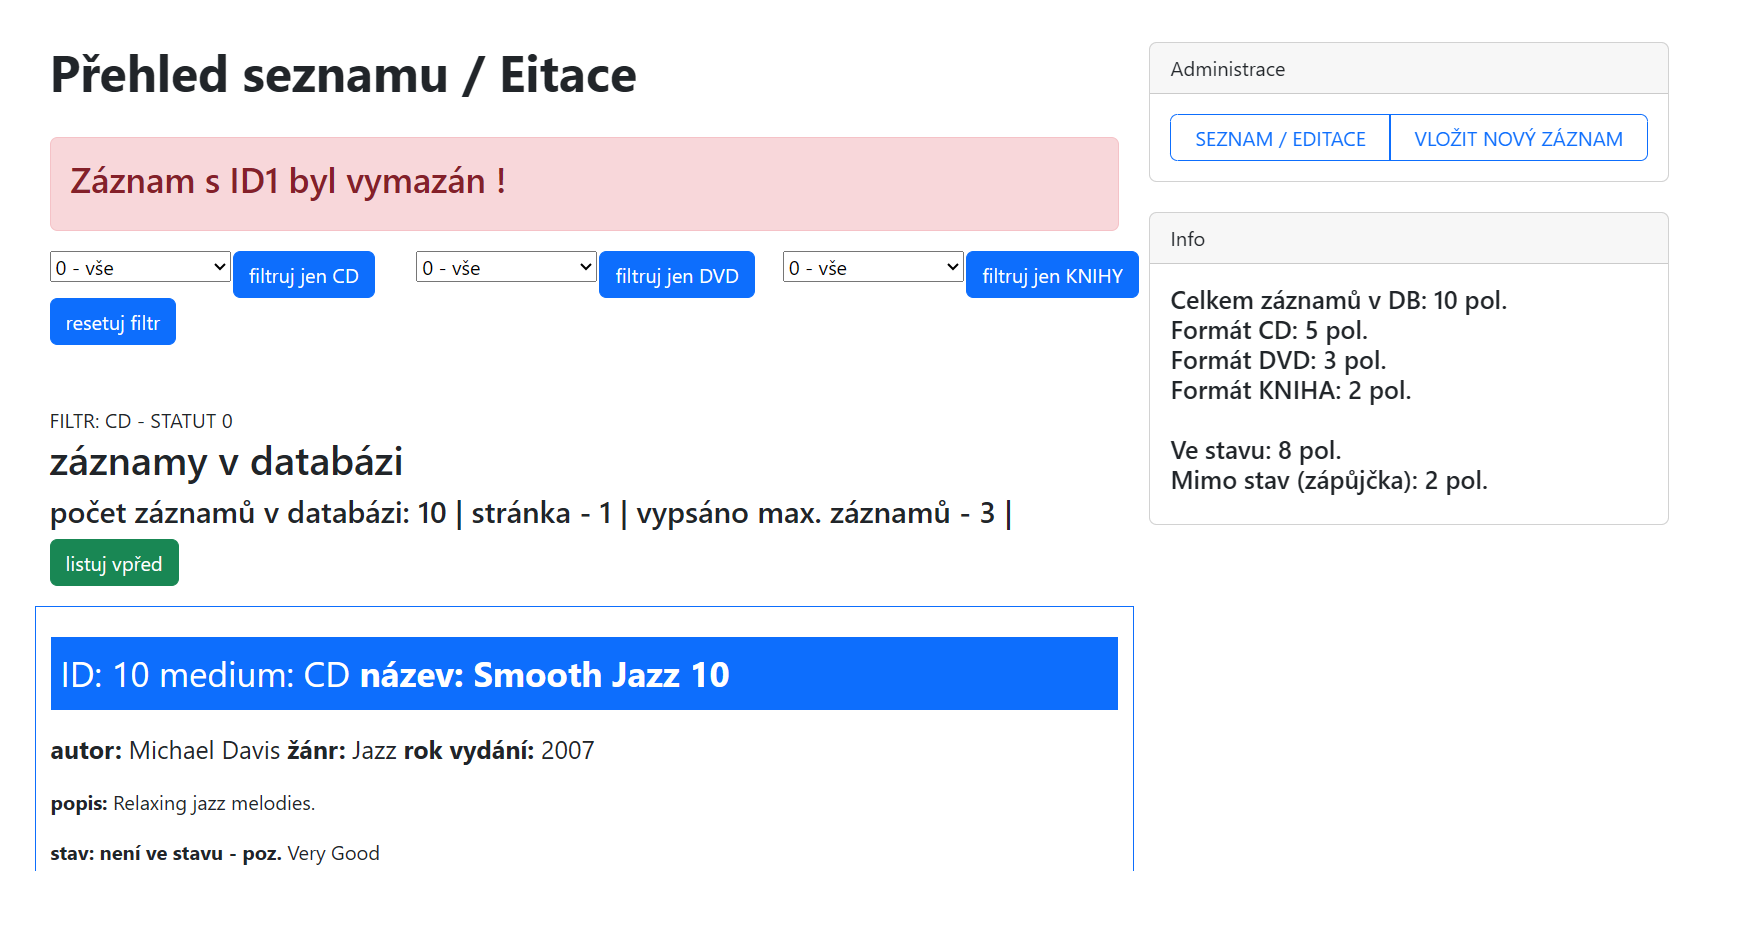 Přehled seznamu / Eitace
Záznam s ID1 byl vymazán !
0 - vše
filtruj jen CD
0 - vše
filtruj jen DVD
0 - vše
filtruj jen KNIHY
resetuj filtr
FILTR: CD - STATUT 0
záznamy v databázi
počet záznamů v databázi: 10 | stránka - 1 | vypsáno max. záznamů - 3 |
listuj vpřed
ID: 10 medium: CD název: Smooth Jazz 10
autor: Michael Davis žánr: Jazz rok vydání: 2007
popis: Relaxing jazz melodies.
stav: není ve stavu - poz. Very Good
Administrace
SEZNAM / EDITACE
VLOŽIT NOVÝ ZÁZNAM
Info
Celkem záznamů v DB: 10 pol.
Formát CD: 5 pol.
Formát DVD: 3 pol.
Formát KNIHA: 2 pol.
Ve stavu: 8 pol.
Mimo stav (zápůjčka): 2 pol.